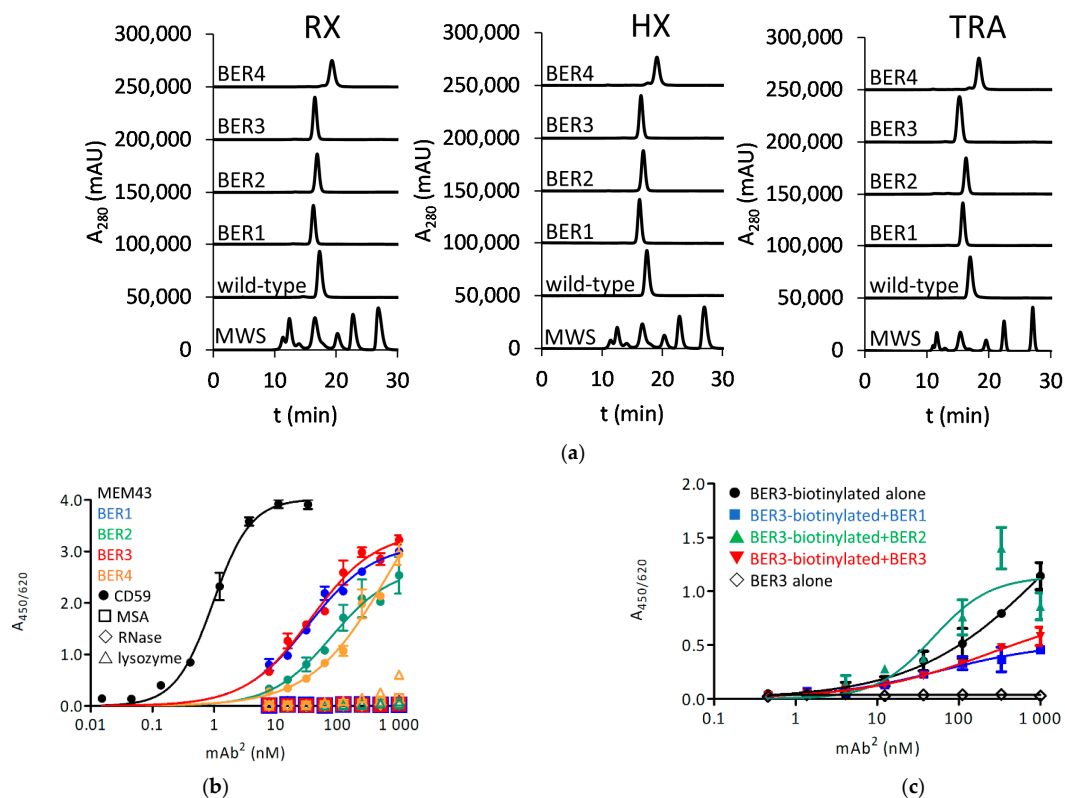 RX
300,000
250,000
200,000
150,000
100,000
50,000
0
A280 (mAU)
BER4
BER3
BER2
BER1
wild-type
MWS
0 10 20 30
t (min)
HX
300,000
250,000
200,000
150,000
100,000
50,000
0
A280 (mAU)
BER4
BER3
BER2
BER1
wild-type
MWS
0 10 20 30
t (min)
TRA
300,000
250,000
200,000
150,000
100,000
50,000
0
A280 (mAU)
BER4
BER3
BER2
BER1
wild-type
MWS
0 10 20 30
t (min)
(a)
4.0
3.0
2.0
1.0
0.0
A450/620
MEM43
BER1
BER2
BER3
BER4
CD59
MSA
RNase
lysozyme
0.01 0.1 1 10 100 1 000
mAb2 (nM)
(b)
2.0
1.5
1.0
0.5
0.0
A450/620
BER3-biotinylated alone
BER3-biotinylated+BER1
BER3-biotinylated+BER2
BER3-biotinylated+BER3
BER3 alone
0.1 1 10 100 1 000
mAb2 (nM)
(c)